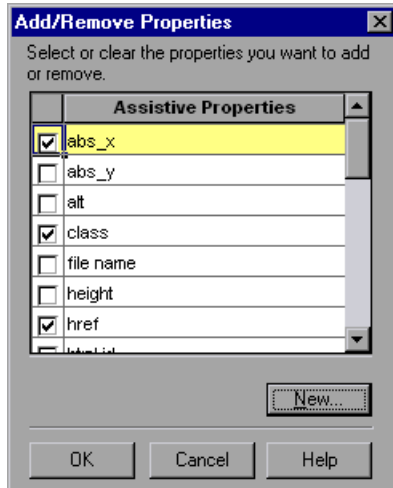 Add/Remove Properties
Select or clear the properties you want to add
or remove.
Assistive Properties
abs_x
abs_y
alt
class
file name
height
href
New...
OK Cancel Help